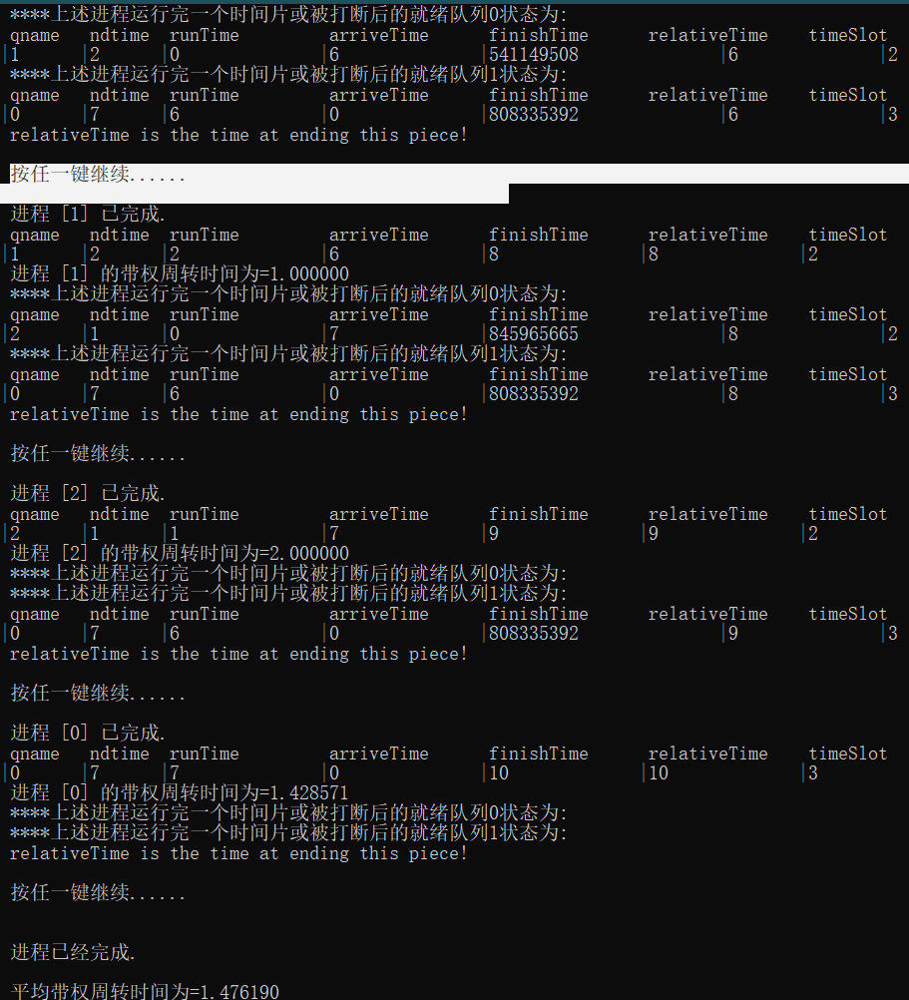 ****上述进程运行完一个时间片或被打断后的就绪队列0状态为:
qname ndtime runTime arriveTime finishTime relativeTime timeSlot
|1 |2 |0 |6 |541149508 |6 |2
****上述进程运行完一个时间片或被打断后的就绪队列1状态为:
qname ndtime runTime arriveTime finishTime relativeTime timeSlot
|0 |7 |6 |0 |808335392 |6 |3
relativeTime is the time at ending this piece!
按任一键继续......
进程 [1] 已完成.
qname ndtime runTime arriveTime finishTime relativeTime timeSlot
|1 |2 |2 |6 |8 |8 |2
进程 [1] 的带权周转时间为=1.000000
****上述进程运行完一个时间片或被打断后的就绪队列0状态为:
qname ndtime runTime arriveTime finishTime relativeTime timeSlot
|2 |1 |0 |7 |845965665 |8 |2
****上述进程运行完一个时间片或被打断后的就绪队列1状态为:
qname ndtime runTime arriveTime finishTime relativeTime timeSlot
|0 |7 |6 |0 |808335392 |8 |3
relativeTime is the time at ending this piece!
按任一键继续......
进程 [2] 已完成.
qname ndtime runTime arriveTime finishTime relativeTime timeSlot
|2 |1 |1 |7 |9 |9 |2
进程 [2] 的带权周转时间为=2.000000
****上述进程运行完一个时间片或被打断后的就绪队列0状态为:
****上述进程运行完一个时间片或被打断后的就绪队列1状态为:
qname ndtime runTime arriveTime finishTime relativeTime timeSlot
|0 |7 |6 |0 |808335392 |9 |3
relativeTime is the time at ending this piece!
按任一键继续......
进程 [0] 已完成.
qname ndtime runTime arriveTime finishTime relativeTime timeSlot
|0 |7 |7 |0 |10 |10 |3
进程 [0] 的带权周转时间为=1.428571
****上述进程运行完一个时间片或被打断后的就绪队列0状态为:
****上述进程运行完一个时间片或被打断后的就绪队列1状态为:
relativeTime is the time at ending this piece!
按任一键继续......
进程已经完成.
平均带权周转时间为=1.476190